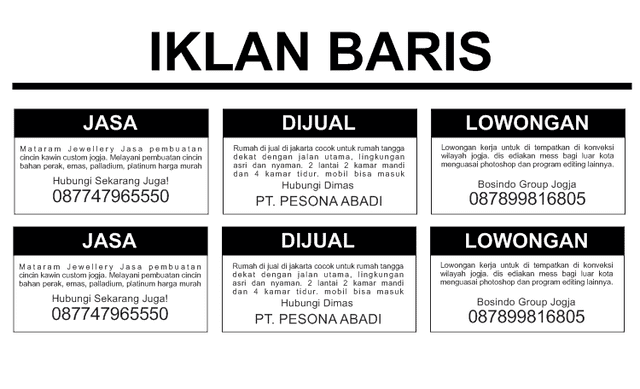 IKLAN BARIS
JASA
Mataram Jewellery Jasa pembuatan
cincin kawin custom jogja. Melayani pembuatan cincin
bahan perak, emas, palladium, platinum harga murah
Hubungi Sekarang Juga!
087747965550
DIJUAL
Rumah di jual di jakarta cocok untuk rumah tangga
dekat dengan jalan utama, lingkungan
asri dan nyaman. 2 lantai 2 kamar mandi
dan 4 kamar tidur. mobil bisa masuk
Hubungi Dimas
PT. PESONA ABADI
LOWONGAN
Lowongan kerja untuk di tempatkan di konveksi
wilayah jogja. dis ediakan mess bagi luar kota
menguasai photoshop dan program editing lainnya.
Bosindo Group Jogja
087899816805
JASA
Mataram Jewellery Jasa pembuatan
cincin kawin custom jogja. Melayani pembuatan cincin
bahan perak, emas, palladium, platinum harga murah
Hubungi Sekarang Juga!
087747965550
DIJUAL
Rumah di jual di jakarta cocok untuk rumah tangga
dekat dengan jalan utama, lingkungan
asri dan nyaman. 2 lantai 2 kamar mandi
dan 4 kamar tidur. mobil bisa masuk
Hubungi Dimas
PT. PESONA ABADI
LOWONGAN
Lowongan kerja untuk di tempatkan di konveksi
wilayah jogja. dis ediakan mess bagi luar kota
menguasai photoshop dan program editing lainnya.
Bosindo Group Jogja
087899816805